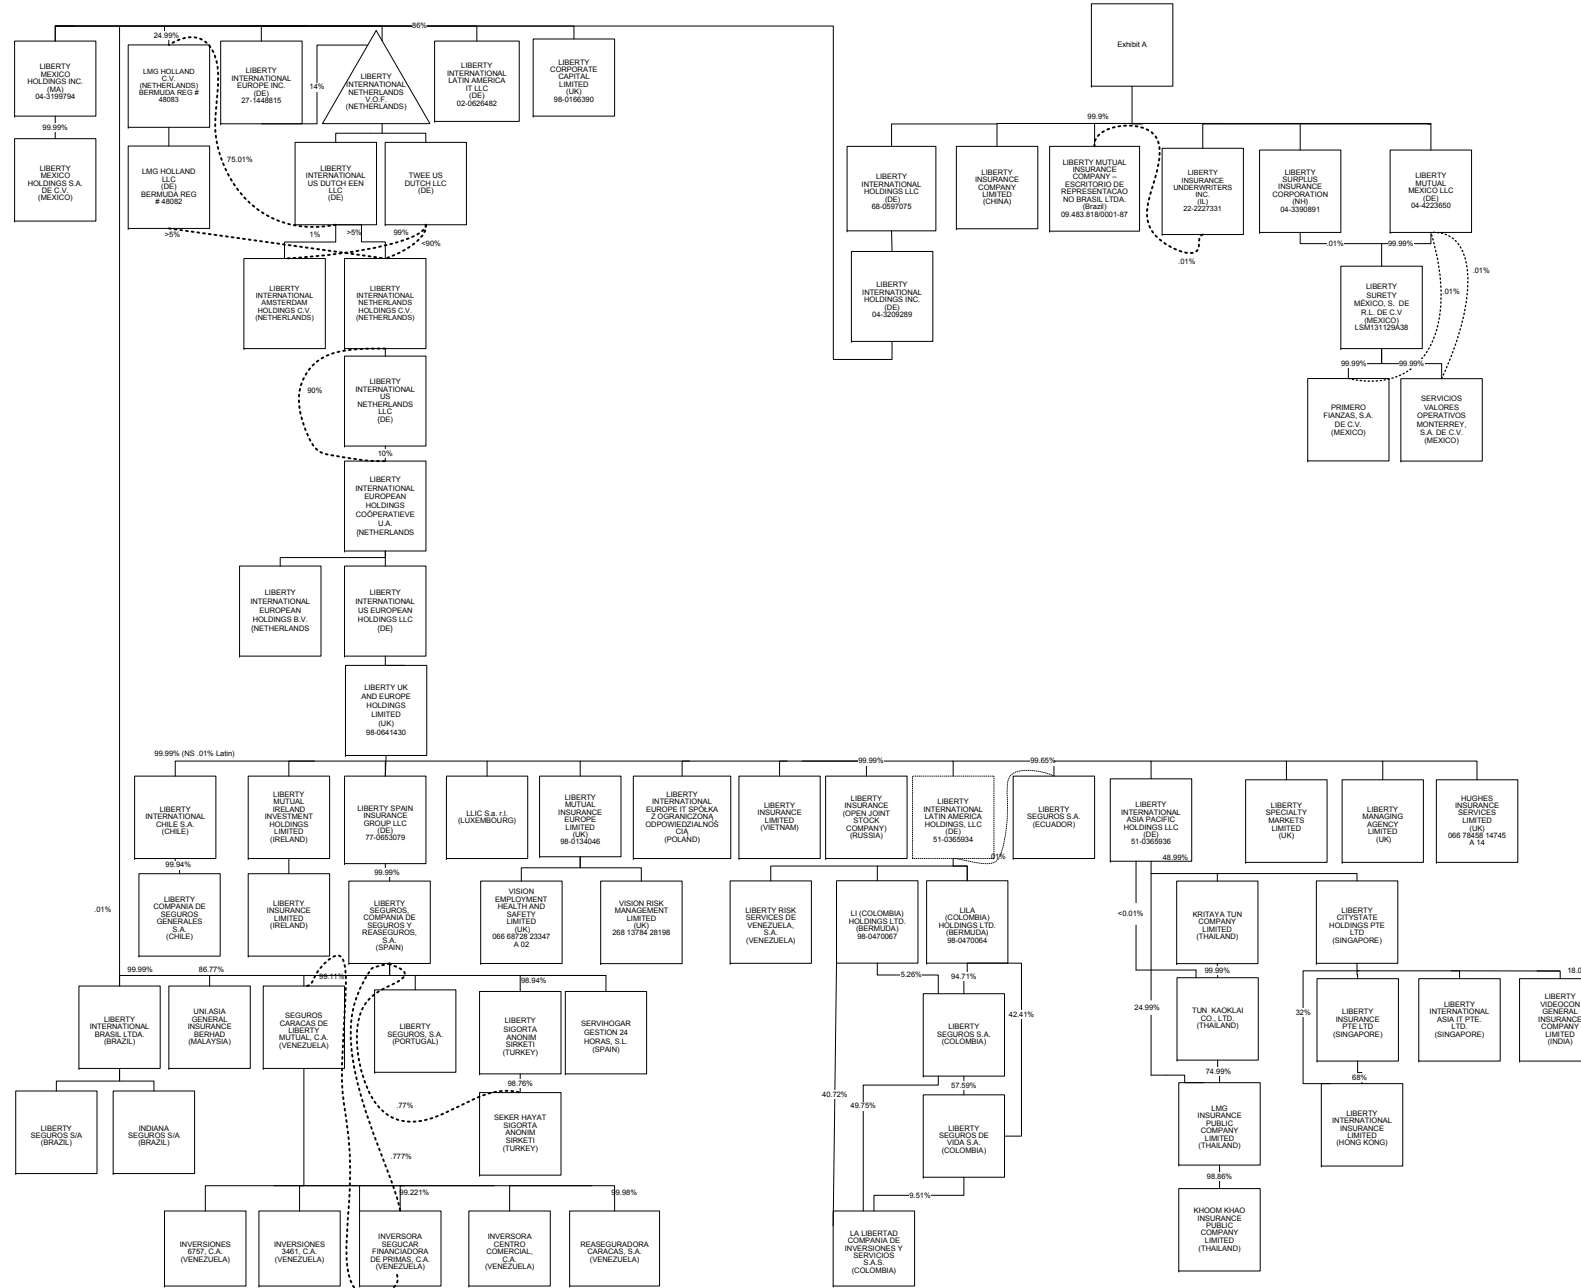 86%
24.99%
Exhibit A
LIBERTY
MEXICO
HOLDINGS INC.
(MA)
04-3199794
LMG HOLLAND
C.V.
(NETHERLANDS)
BERMUDA REG #
48083
LIBERTY
INTERNATIONAL
EUROPE INC.
(DE)
27-1448815
14%
LIBERTY
INTERNATIONAL
NETHERLANDS
V.O.F.
(NETHERLANDS)
LIBERTY
INTERNATIONAL
LATIN AMERICA
IT LLC
(DE)
02-0626482
LIBERTY
CORPORATE
CAPITAL
LIMITED
(UK)
98-0166390
99.99%
99.9%
LIBERTY
MEXICO
HOLDINGS S.A.
DE C.V.
(MEXICO)
LMG HOLLAND
LLC
(DE)
BERMUDA REG
# 48082
75.01%
LIBERTY
INTERNATIONAL
US DUTCH EEN
LLC
(DE)
TWEE US
DUTCH LLC
(DE)
LIBERTY
INTERNATIONAL
HOLDINGS LLC
(DE)
68-0597075
LIBERTY
INSURANCE
COMPANY
LIMITED
(CHINA)
LIBERTY MUTUAL
INSURANCE
COMPANY –
ESCRITORIO DE
REPRESENTACAO
NO BRASIL LTDA.
(Brazil)
09.483.818/0001-87
LIBERTY
INSURANCE
UNDERWRITERS
INC.
(IL)
22-2227331
LIBERTY
SURPLUS
INSURANCE
CORPORATION
(NH)
04-3390891
LIBERTY
MUTUAL
MEXICO LLC
(DE)
04-4223650
>5%
1%
>5%
99%
<90%
.01%
.01%
99.99%
.01%
.01%
LIBERTY
INTERNATIONAL
AMSTERDAM
HOLDINGS C.V.
(NETHERLANDS)
LIBERTY
INTERNATIONAL
NETHERLANDS
HOLDINGS C.V.
(NETHERLANDS)
LIBERTY
INTERNATIONAL
HOLDINGS INC.
(DE)
04-3209289
LIBERTY
SURETY
MÉXICO, S. DE
R.L. DE C.V
(MEXICO)
LSM131129A38
99.99%
99.99%
90%
LIBERTY
INTERNATIONAL
US
NETHERLANDS
LLC
(DE)
PRIMERO
FIANZAS, S.A.
DE C.V.
(MEXICO)
SERVICIOS
VALORES
OPERATIVOS
MONTERREY,
S.A. DE C.V.
(MEXICO)
10%
LIBERTY
INTERNATIONAL
EUROPEAN
HOLDINGS
COÖPERATIEVE
U.A.
(NETHERLANDS
LIBERTY
INTERNATIONAL
EUROPEAN
HOLDINGS B.V.
(NETHERLANDS
LIBERTY
INTERNATIONAL
US EUROPEAN
HOLDINGS LLC
(DE)
LIBERTY UK
AND EUROPE
HOLDINGS
LIMITED
(UK)
98-0641430
99.99% (NS .01% Latin)
99.99%
99.65%
LIBERTY
INTERNATIONAL
CHILE S.A.
(CHILE)
LIBERTY
MUTUAL
IRELAND
INVESTMENT
HOLDINGS
LIMITED
(IRELAND)
LIBERTY SPAIN
INSURANCE
GROUP LLC
(DE)
77-0653079
LLIC S.a. r.l.
(LUXEMBOURG)
LIBERTY
MUTUAL
INSURANCE
EUROPE
LIMITED
(UK)
98-0134046
LIBERTY
INTERNATIONAL
EUROPE IT SPÓŁKA
Z OGRANICZONĄ
ODPOWIEDZIALNOŚ
CIĄ
(POLAND)
LIBERTY
INSURANCE
LIMITED
(VIETNAM)
LIBERTY
INSURANCE
(OPEN JOINT
STOCK
COMPANY)
(RUSSIA)
LIBERTY
INTERNATIONAL
LATIN AMERICA
HOLDINGS, LLC
(DE)
51-0365934
LIBERTY
SEGUROS S.A.
(ECUADOR)
LIBERTY
INTERNATIONAL
ASIA PACIFIC
HOLDINGS LLC
(DE)
51-0365936
LIBERTY
SPECIALTY
MARKETS
LIMITED
(UK)
LIBERTY
MANAGING
AGENCY
LIMITED
(UK)
HUGHES
INSURANCE
SERVICES
LIMITED
(UK)
066 78458 14745
A 14
99.94%
99.99%
.01%
48.99%
.01%
LIBERTY
COMPANIA DE
SEGUROS
GENERALES
S.A.
(CHILE)
LIBERTY
INSURANCE
LIMITED
(IRELAND)
LIBERTY
SEGUROS,
COMPANIA DE
SEGUROS Y
REASEGUROS,
S.A.
(SPAIN)
VISION
EMPLOYMENT
HEALTH AND
SAFETY
LIMITED
(UK)
066 68728 23347
A 02
VISION RISK
MANAGEMENT
LIMITED
(UK)
268 13784 28198
LIBERTY RISK
SERVICES DE
VENEZUELA,
S.A.
(VENEZUELA)
LI (COLOMBIA)
HOLDINGS LTD.
(BERMUDA)
98-0470067
LILA
(COLOMBIA)
HOLDINGS LTD.
(BERMUDA)
98-0470064
<0.01%
KRITAYA TUN
COMPANY
LIMITED
(THAILAND)
LIBERTY
CITYSTATE
HOLDINGS PTE
LTD
(SINGAPORE)
99.99%
86.77%
99.11%
98.94%
5.26%
94.71%
99.99%
18.0
LIBERTY
INTERNATIONAL
BRASIL LTDA.
(BRAZIL)
UNI.ASIA
GENERAL
INSURANCE
BERHAD
(MALAYSIA)
SEGUROS
CARACAS DE
LIBERTY
MUTUAL, C.A.
(VENEZUELA)
LIBERTY
SEGUROS, S.A.
(PORTUGAL)
LIBERTY
SIGORTA
ANONIM
SIRKETI
(TURKEY)
SERVIHOGAR
GESTION 24
HORAS, S.L.
(SPAIN)
LIBERTY
SEGUROS S.A.
(COLOMBIA)
42.41%
24.99%
TUN KAOKLAI
CO., LTD.
(THAILAND)
32%
LIBERTY
INSURANCE
PTE LTD
(SINGAPORE)
LIBERTY
INTERNATIONAL
ASIA IT PTE.
LTD.
(SINGAPORE)
LIBERTY
VIDEOCON
GENERAL
INSURANCE
COMPANY
LIMITED
(INDIA)
98.76%
40.72%
49.75%
57.59%
74.99%
68%
LIBERTY
SEGUROS S/A
(BRAZIL)
INDIANA
SEGUROS S/A
(BRAZIL)
.77%
SEKER HAYAT
SIGORTA
ANONIM
SIRKETI
(TURKEY)
LIBERTY
SEGUROS DE
VIDA S.A.
(COLOMBIA)
LMG
INSURANCE
PUBLIC
COMPANY
LIMITED
(THAILAND)
LIBERTY
INTERNATIONAL
INSURANCE
LIMITED
(HONG KONG)
.777%
99.221%
99.98%
9.51%
98.86%
INVERSIONES
6757, C.A.
(VENEZUELA)
INVERSIONES
3461, C.A.
(VENEZUELA)
INVERSORA
SEGUCAR
FINANCIADORA
DE PRIMAS, C.A.
(VENEZUELA)
INVERSORA
CENTRO
COMERCIAL,
C.A.
(VENEZUELA)
REASEGURADORA
CARACAS, S.A.
(VENEZUELA)
LA LIBERTAD
COMPANIA DE
INVERSIONES Y
SERVICIOS
S.A.S.
(COLOMBIA)
KHOOM KHAO
INSURANCE
PUBLIC
COMPANY
LIMITED
(THAILAND)